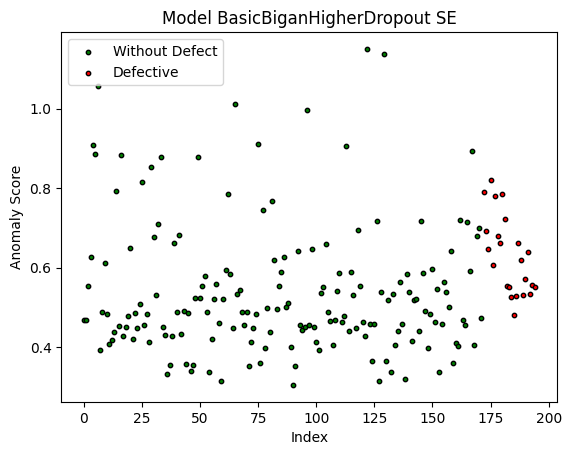 Model BasicBiganHigherDropout SE
Without Defect
Defective
1.0
0.8
0.6
0.4
Anomaly Score
0 25 50 75 100 125 150 175 200
Index